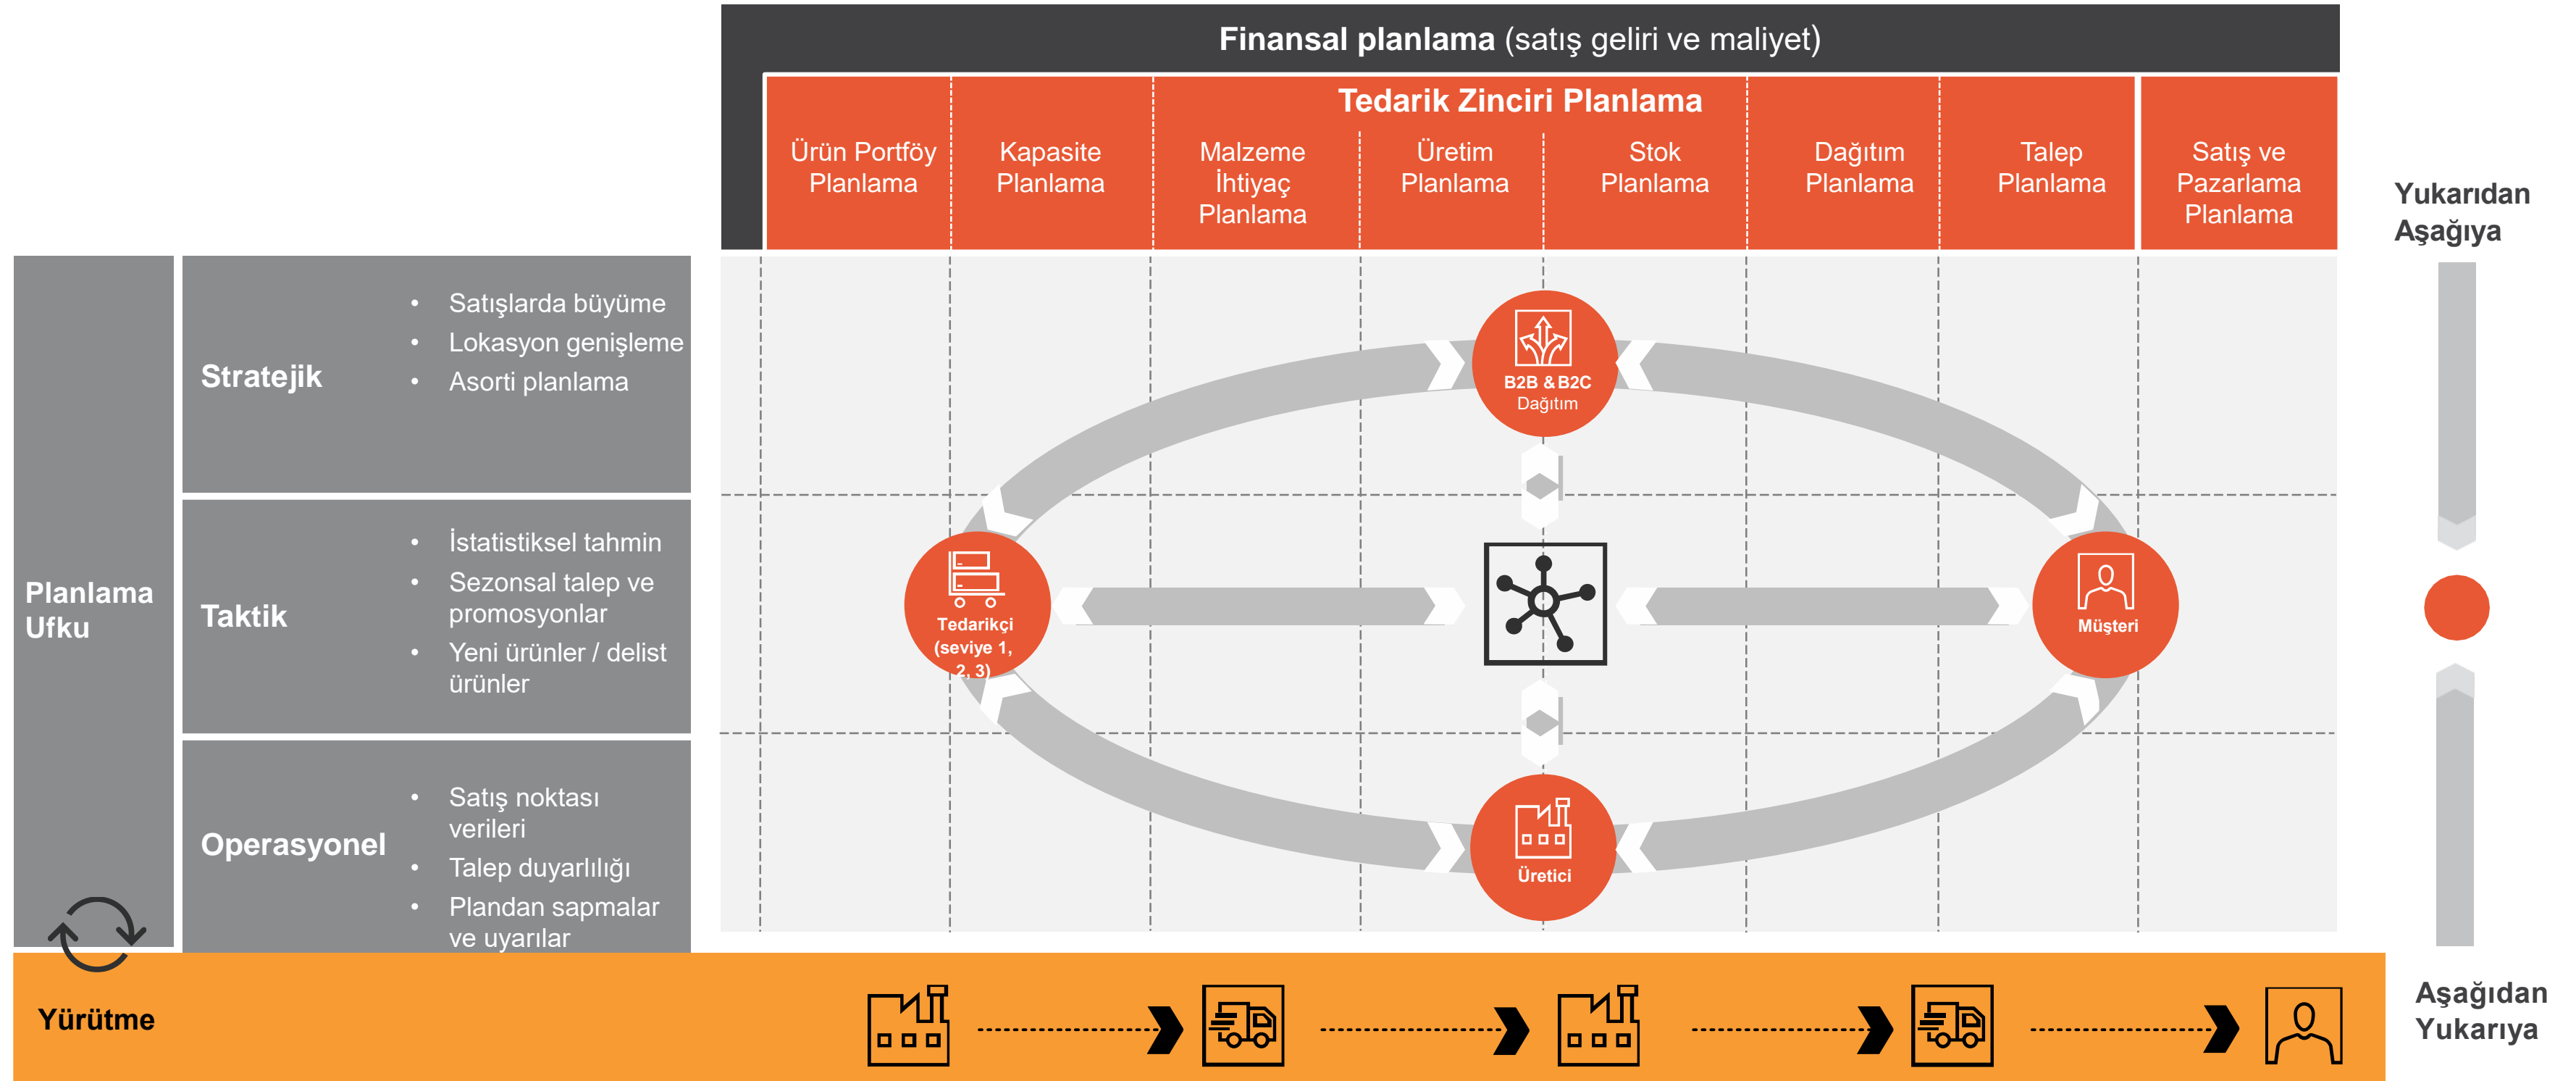 Finansal planlama (satış geliri ve maliyet)
Tedarik Zinciri Planlama
Ürün Portföy
Planlama
Kapasite
Planlama
Malzeme
İhtiyaç
Planlama
Üretim
Planlama
Stok
Planlama
Dağıtım
Planlama
Talep
Planlama
Satış ve
Pazarlama
Planlama
Yukarıdan
Aşağıya
Planlama
Ufku
Stratejik
• Satışlarda büyüme
• Lokasyon genişleme
• Asorti planlama
Taktik
• İstatistiksel tahmin
• Sezonsal talep ve
promosyonlar
• Yeni ürünler / delist
ürünler
Operasyonel
• Satış noktası
verileri
• Talep duyarlılığı
• Plandan sapmalar
ve uyarılar
B2B & B2C
Dağıtım
Tedarikçi
(seviye 1,
2, 3)
Müşteri
Üretici
Yürütme
Aşağıdan
Yukarıya